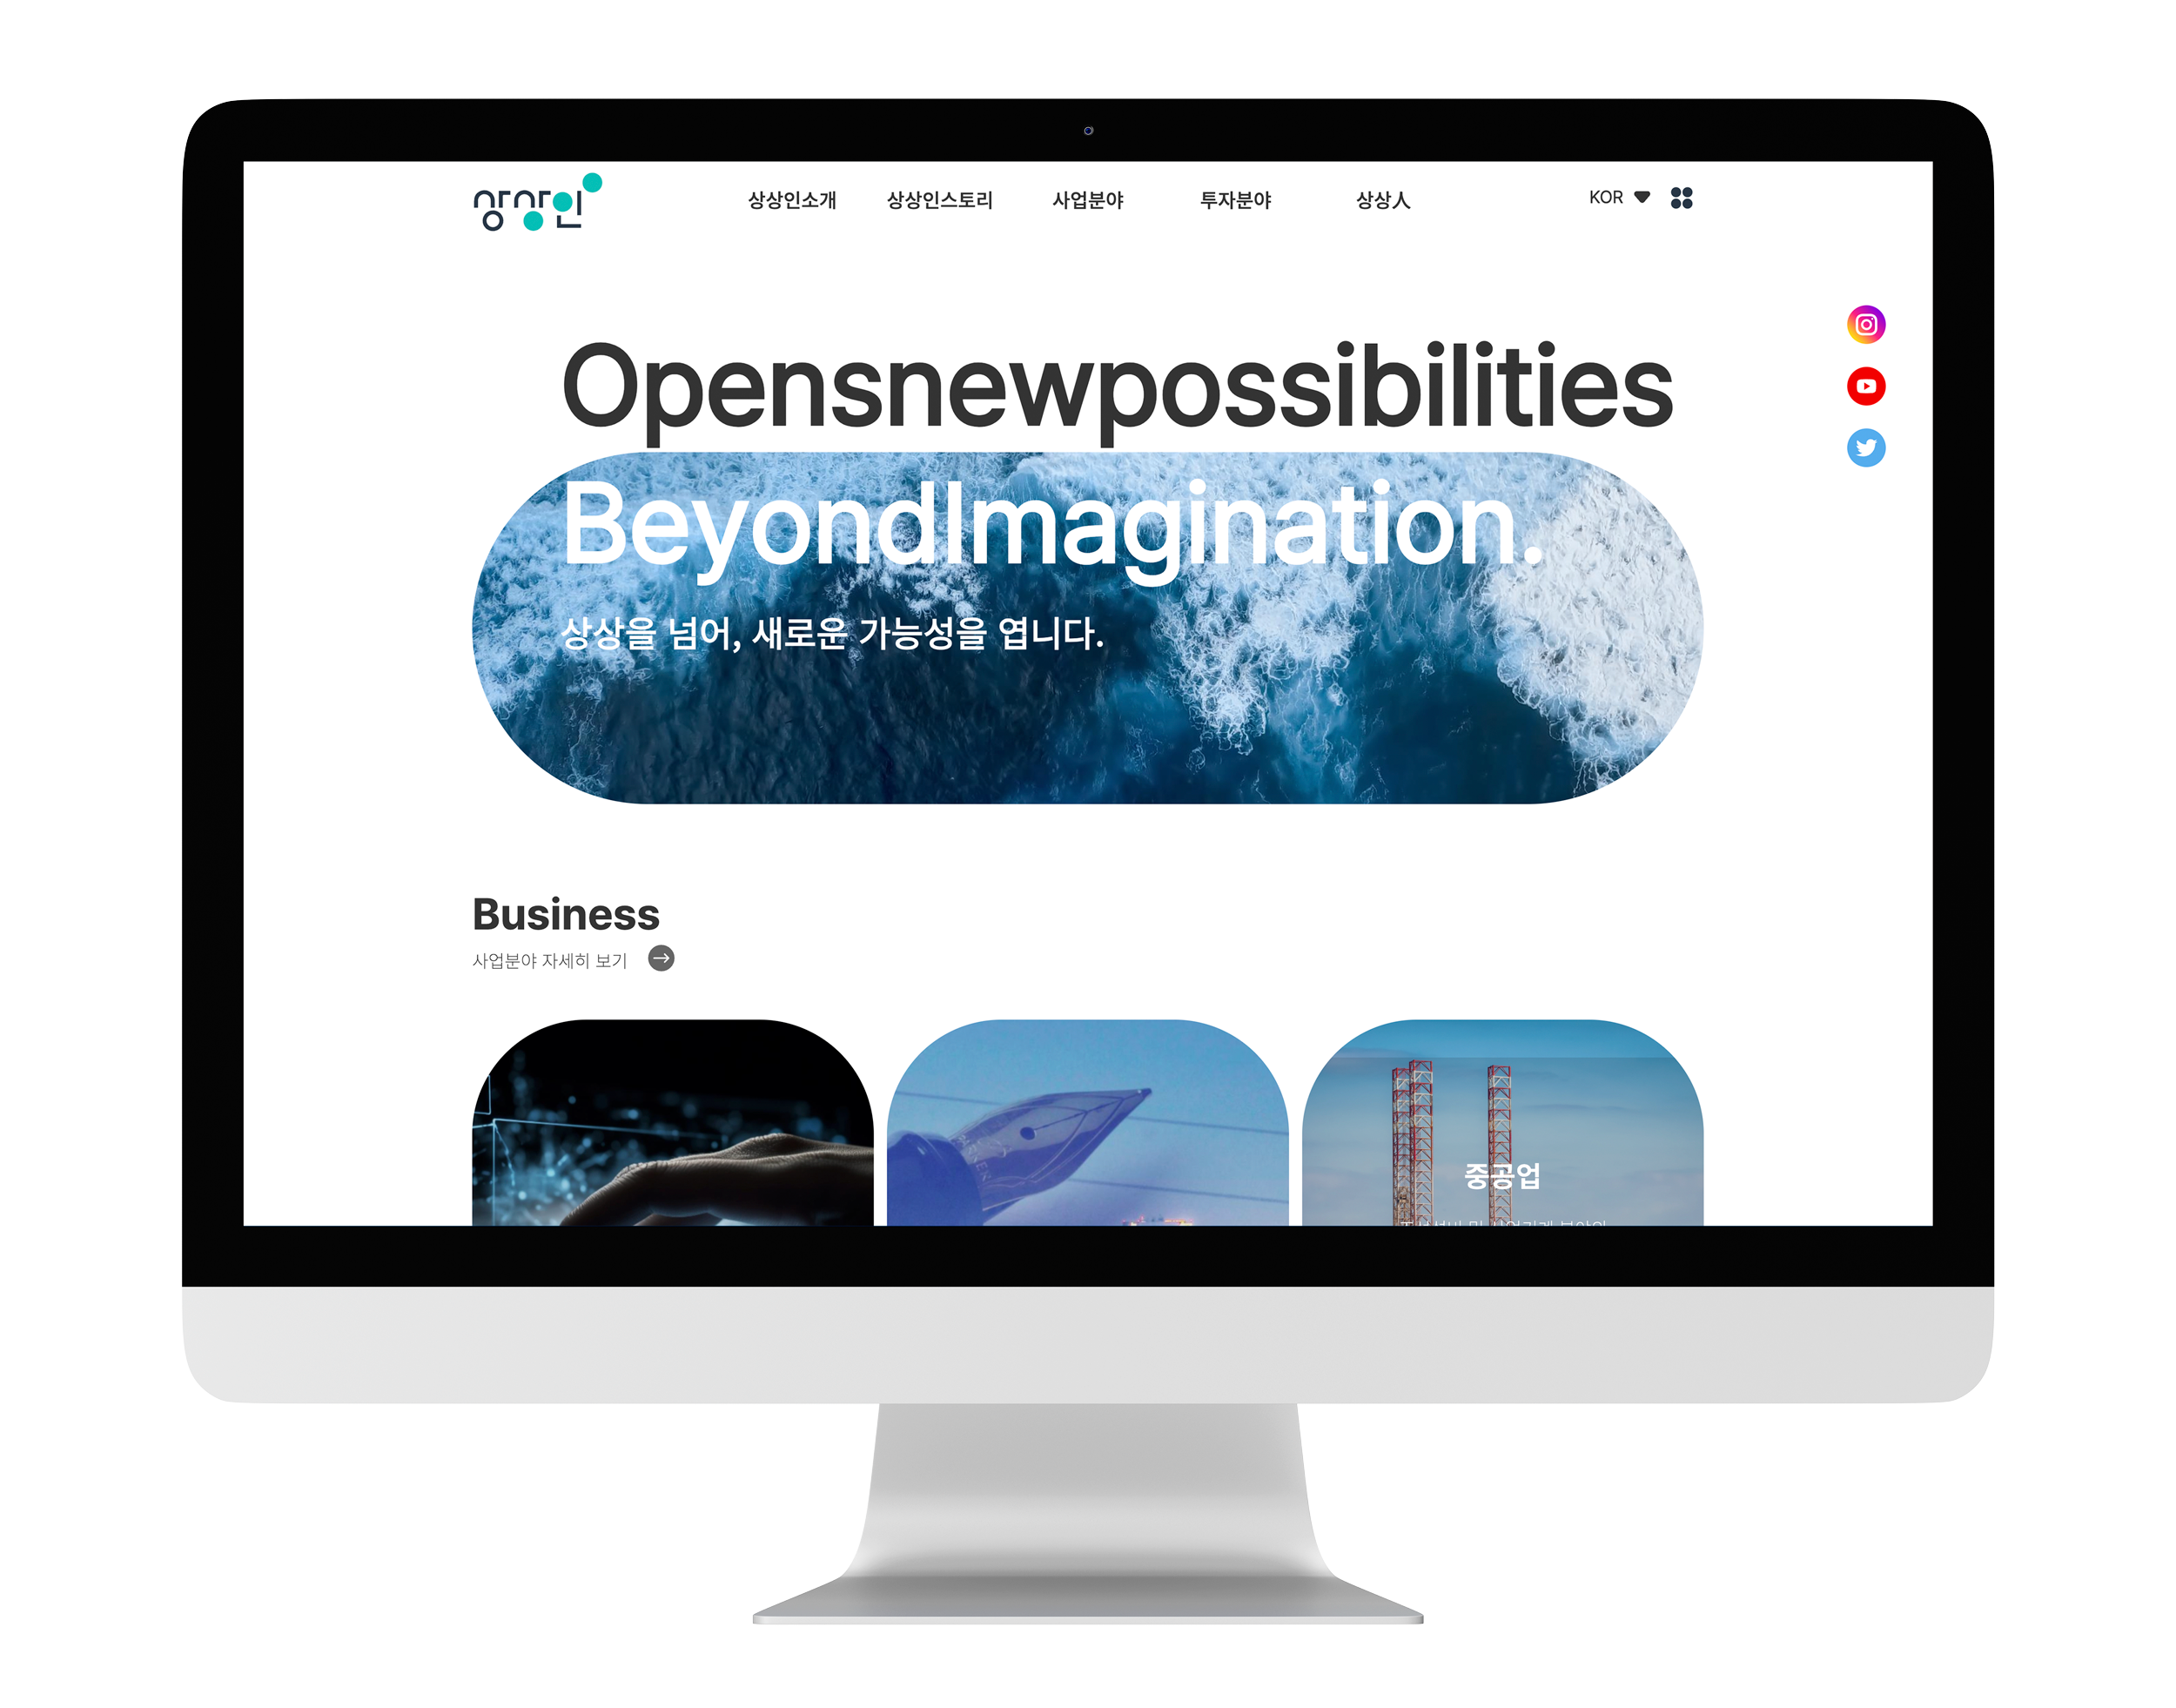 상상인
상상인소개 상상인스토리 사업분야 투자분야 상상人 KOR
Opensnewpossibilities
BeyondImagination.
상상을 넘어, 새로운 가능성을 엽니다.
Business
사업분야 자세히 보기
중공업